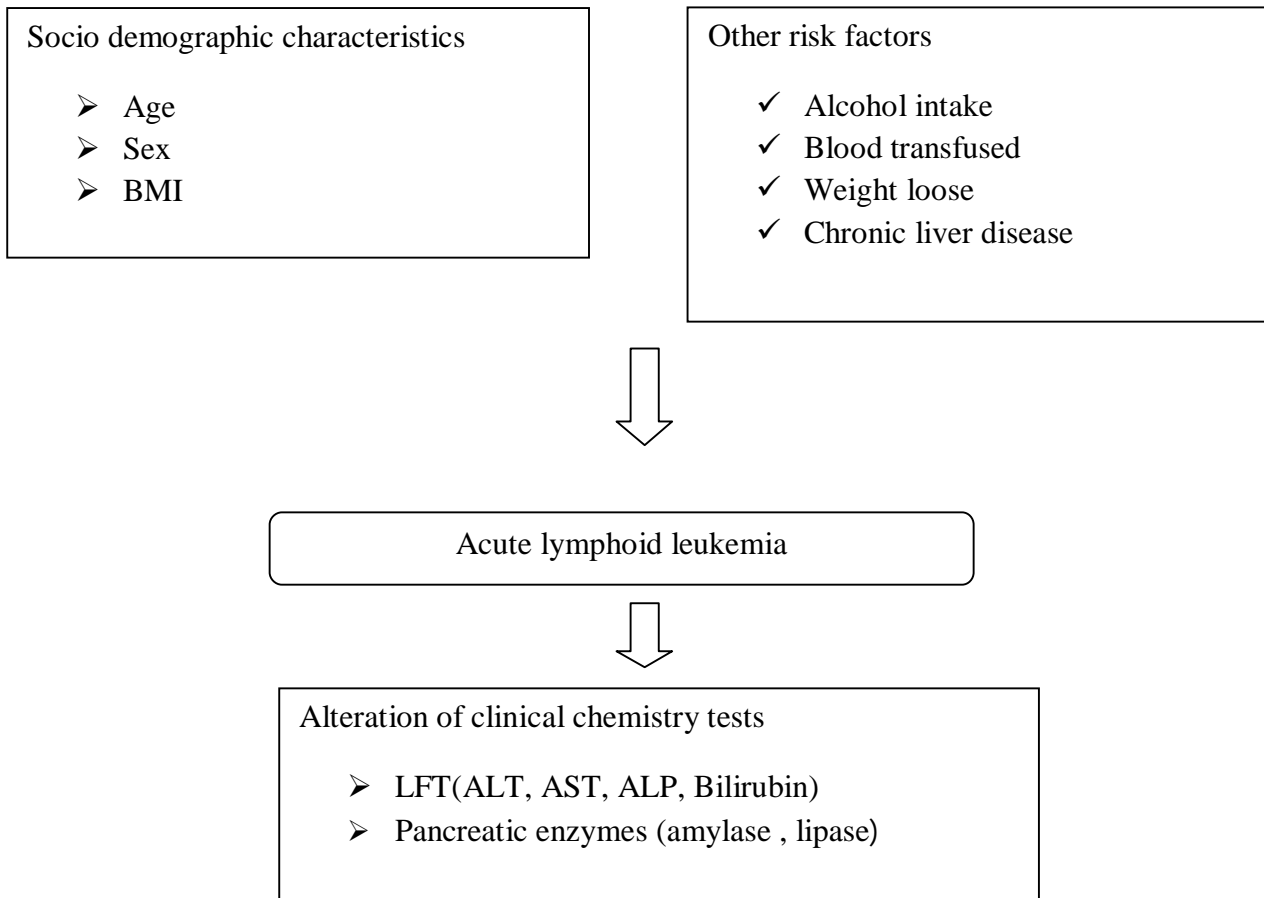 Socio demographic characteristics
Age
Sex
BMI
Other risk factors
Alcohol intake
Blood transfused
Weight loose
Chronic liver disease
Acute lymphoid leukemia
Alteration of clinical chemistry tests
LFT(ALT, AST, ALP, Bilirubin)
Pancreatic enzymes (amylase , lipase)